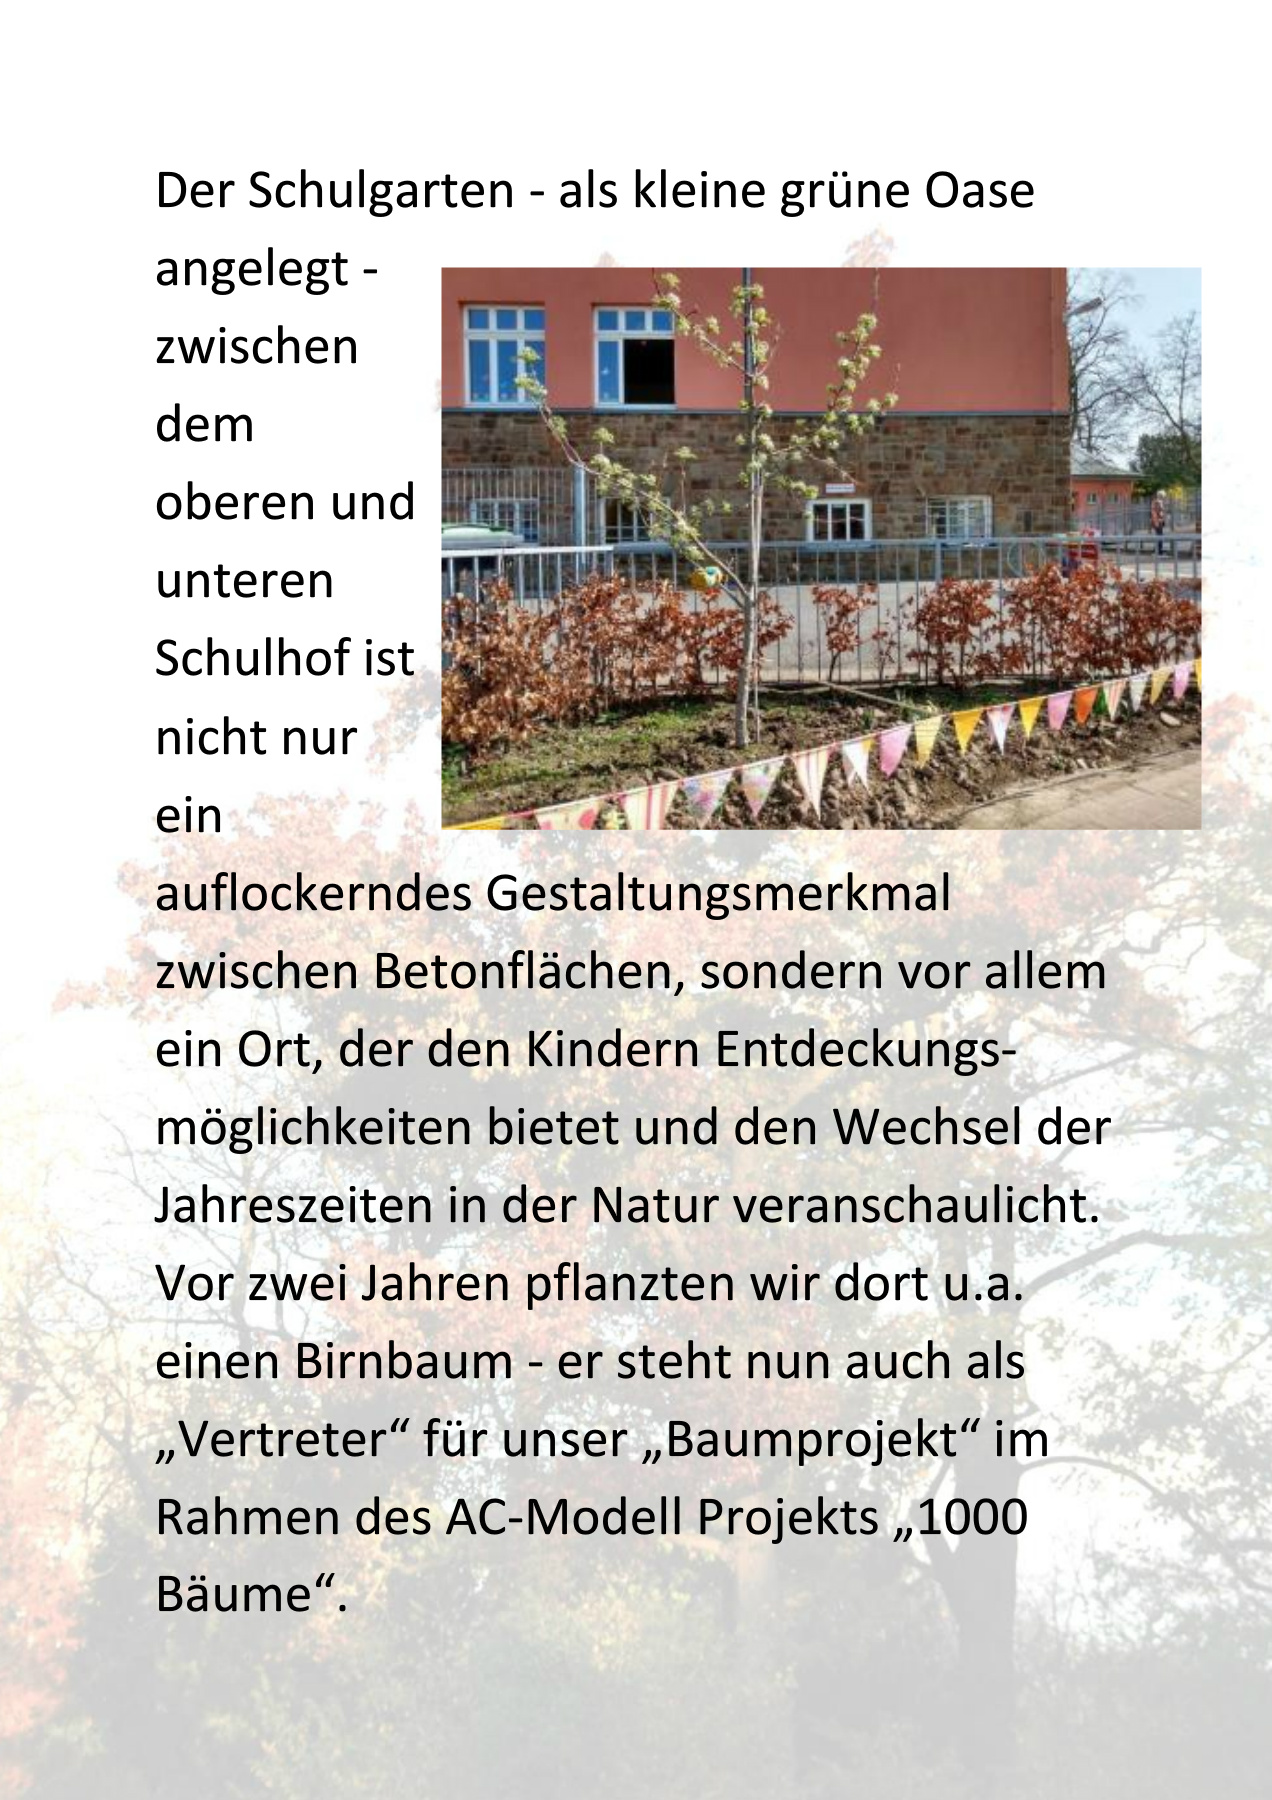 Der Schulgarten - als kleine grüne Oase
angelegt -
zwischen
dem
oberen und
unteren
Schulhof ist
nicht nur
ein
auflockerndes Gestaltungsmerkmal
zwischen Betonflächen, sondern vor allem
ein Ort, der den Kindern Entdeckungs-
möglichkeiten bietet und den Wechsel der
Jahreszeiten in der Natur veranschaulicht.
Vor zwei Jahren pflanzten wir dort u.a.
einen Birnbaum - er steht nun auch als
„Vertreter“ für unser „Baumprojekt“ im
Rahmen des AC-Modell Projekts „1000
Bäume“.